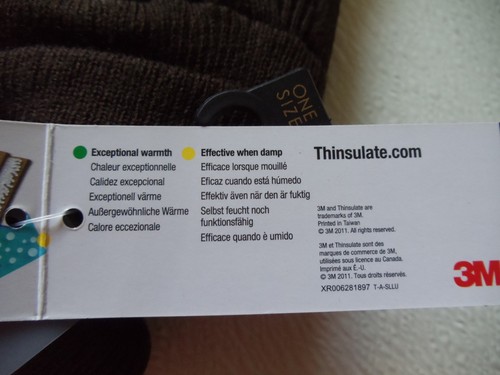 ONE
SIZE
Exceptional warmth
Chaleur exceptionnelle
Calidez excepcional
Exceptionell värme
Außergewöhnliche Wärme
Calore eccezionale
Effective when damp
Efficace lorsque mouillé
Eficaz cuando está húmedo
Effektiv även när den är fuktig
Selbst feucht noch
funktionsfähig
Efficace quando è umido
Thinsulate.com
3M and Thinsulate are
trademarks of 3M.
Printed in Taiwan
© 3M 2011. All rights reserved.
3M et Thinsulate sont des
marques de commerce de 3M,
utilisées sous licence au Canada,
Imprimé aux É.-U.
© 3M 2011. Tous droits réservés.
XR006281897 T-A-SLLIJ
3M